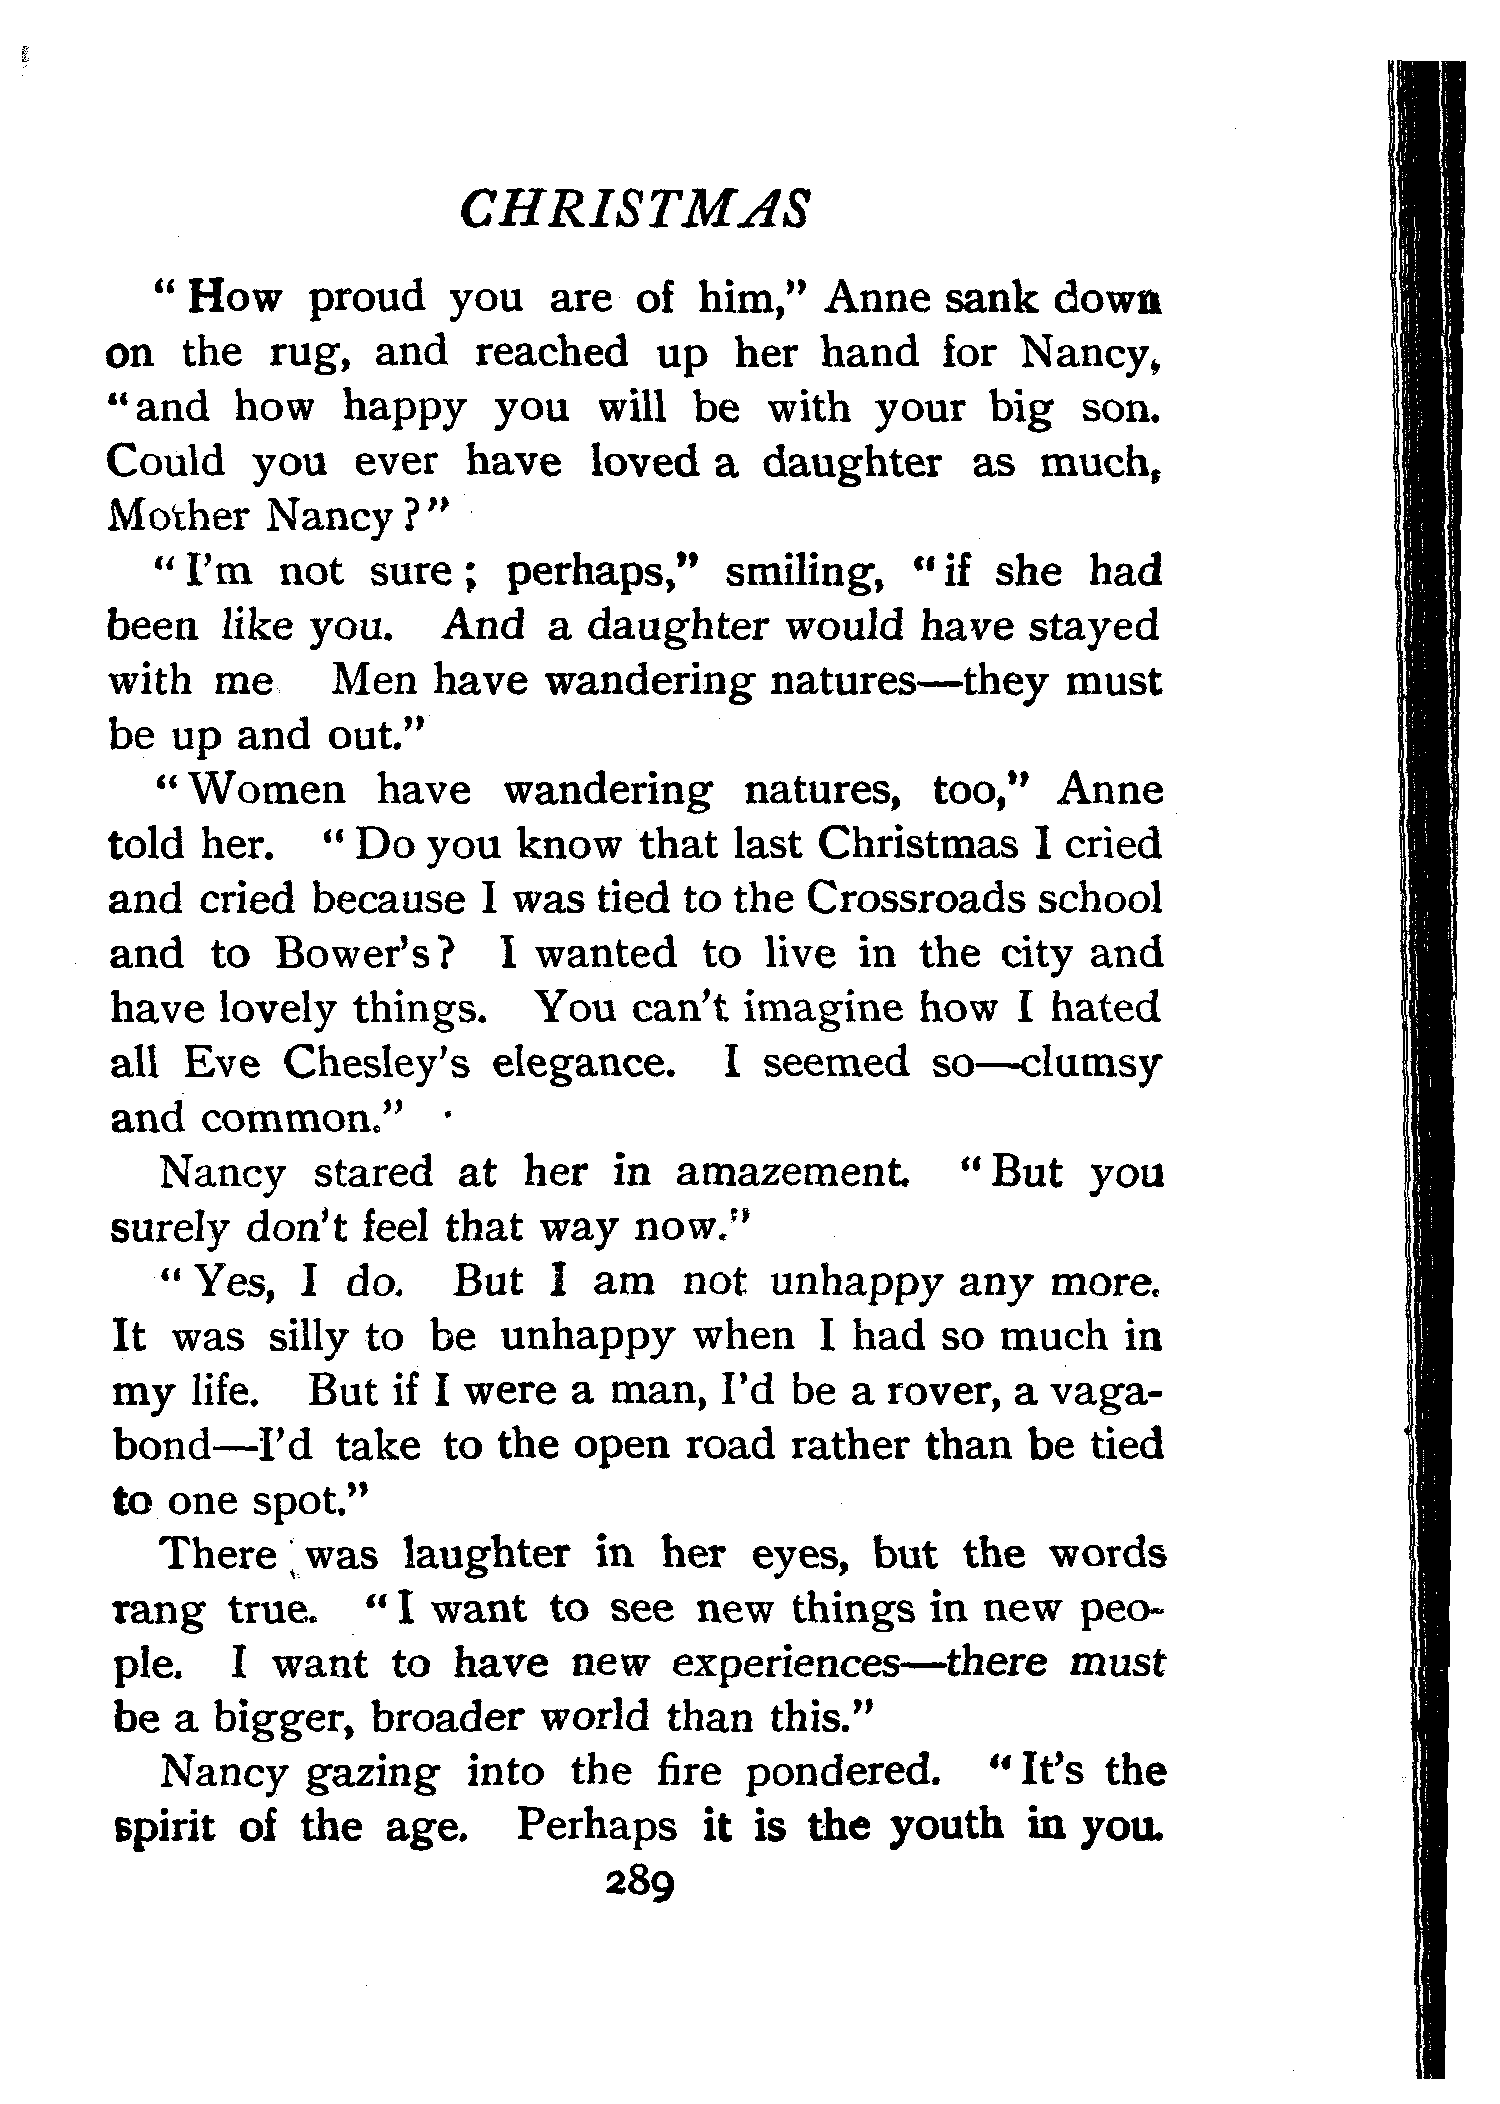 CHRISTMAS
“ How proud you are of him,” Anne sank down
on the rug, and reached up her hand for Nancy,
“ and how happy you will be with your big son.
Could you ever have loved a daughter as much,
Mother Nancy ? ”
“ I’m not sure ; perhaps,” smiling, “ if she had
been like you. And a daughter would have stayed
with me Men have wandering natures—they must
be up and out.”
“ Women have wandering natures, too,” Anne
told her. “ Do you know that last Christmas I cried
and cried because I was tied to the Crossroads school
and to Bower’s ? I wanted to live in the city and
have lovely things. You can’t imagine how I hated
all Eve Chesley’s elegance. I seemed so—clumsy
and common.”
Nancy stared at her in amazement. “ But you
surely don’t feel that way now.”
“ Yes, I do. But I am not unhappy any more.
It was silly to be unhappy when I had so much in
my life. But if I were a man, I’d be a rover, a vaga-
bond—I’d take to the open road rather than be tied
to one spot.”
There was laughter in her eyes, but the words
rang true. “ I want to see new things in new peo-
ple. I want to have new experiences—there must
be a bigger, broader world than this.”
Nancy gazing into the fire pondered. “ It’s the
spirit of the age. Perhaps it is the youth in you.
289